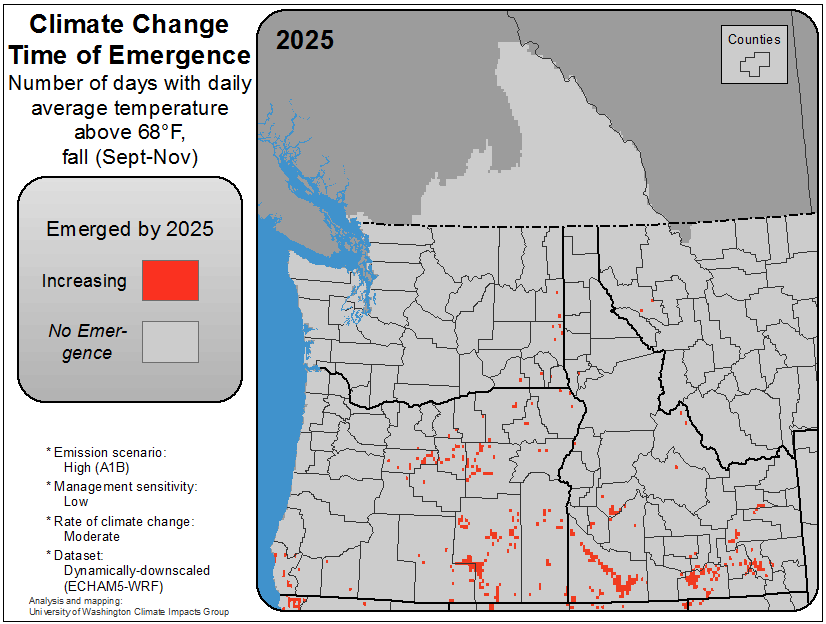 Climate Change
Time of Emergence
Number of days with daily
average temperature
above 68°F,
fall (Sept-Nov)
Emerged by 2025
Increasing
No Emer-
gence
* Emission scenario:
High (A1B)
* Management sensitivity:
Low
* Rate of climate change:
Moderate
* Dataset:
Dynamically-downscaled
(ECHAM5-WRF)
Analysis and mapping:
University of Washington Climate Impacts Group
2025
Counties